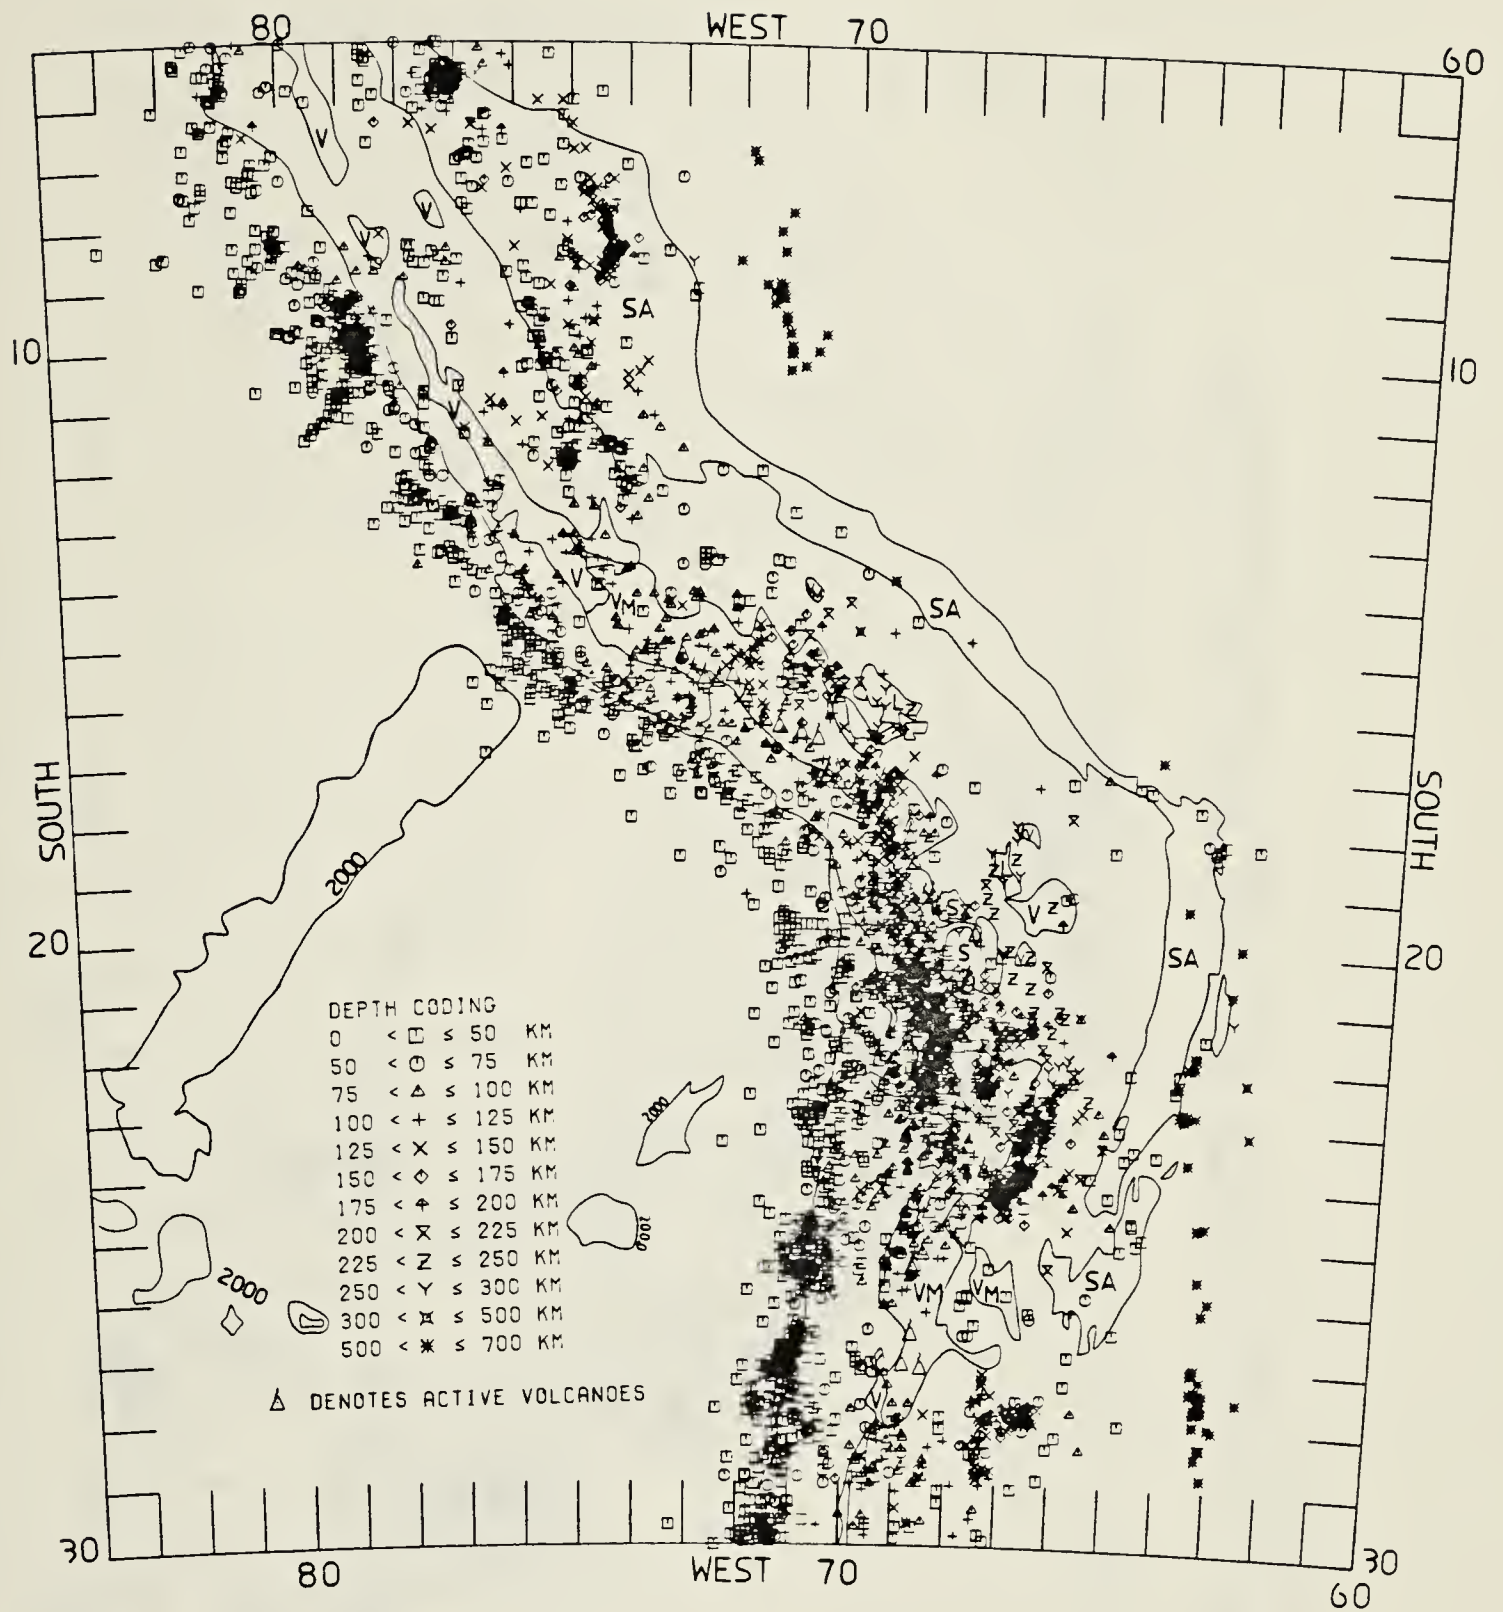 80 WEST 70 60
V
V
V
SA
10
10
V
V
VM
SA
SOUTH
SOUTH
2000
L
Z
V Z
S
S
20
SA
20
DEPTH CODING
0 < □ ≤ 50 KM
50 < ○ ≤ 75 KM
75 < △ ≤ 100 KM
100 < + ≤ 125 KM
125 < X ≤ 150 KM
150 < ◇ ≤ 175 KM
175 < ↑ ≤ 200 KM
200 < ⧖ ≤ 225 KM
225 < Z ≤ 250 KM
250 < Y ≤ 300 KM
300 < ¤ ≤ 500 KM
500 < ⁎ ≤ 700 KM
△ DENOTES ACTIVE VOLCANOES
2000
2000
2000
VM
VM
SA
V
30
30
80 WEST 70 60